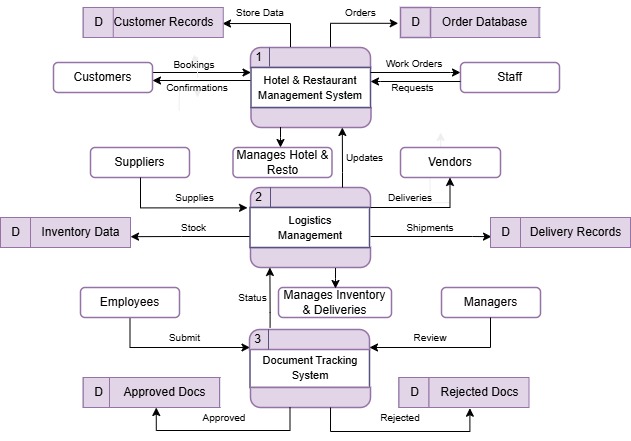 D Customer Records
Store Data
Orders
D Order Database
1
Customers
Bookings
Confirmations
Hotel & Restaurant
Management System
Work Orders
Requests
Staff
Suppliers
Manages Hotel &
Resto
Updates
Vendors
Supplies
2
Deliveries
D Inventory Data
Stock
Logistics
Management
Shipments
D Delivery Records
Employees
Status
Manages Inventory
& Deliveries
Managers
Submit
3
Review
Document Tracking
System
D Approved Docs
D Rejected Docs
Approved
Rejected